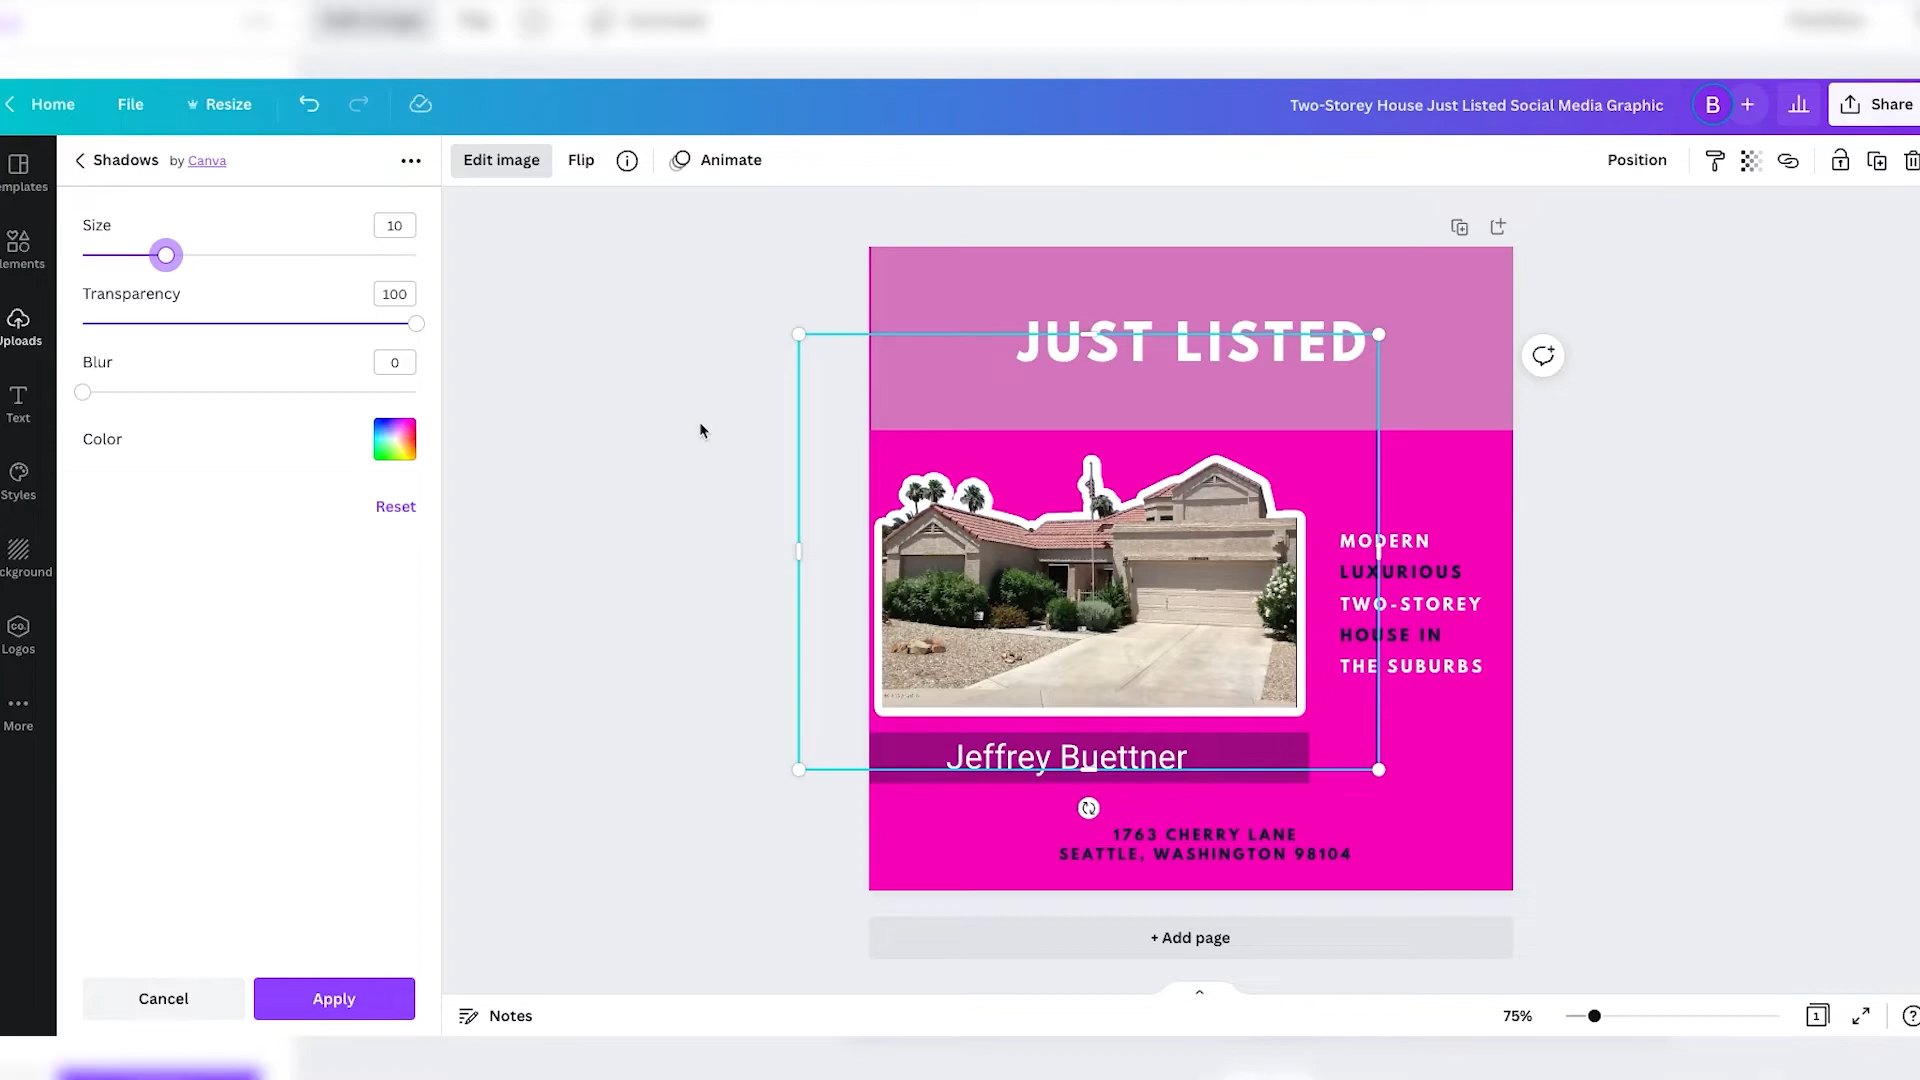 Home
File
Resize
Two-Storey House Just Listed Social Media Graphic
B
Share
Shadows by Canva
Edit image
Flip
Animate
Position
emplates
lements
Uploads
Text
Styles
ckground
CO.
Logos
More
Size
10
Transparency
100
Blur
0
Color
Reset
Cancel
Apply
JUST LISTED
MODERN
LUXURIOUS
TWO-STOREY
HOUSE IN
THE SUBURBS
Jeffrey Buettner
1763 CHERRY LANE
SEATTLE, WASHINGTON 98104
+ Add page
Notes
75%
1